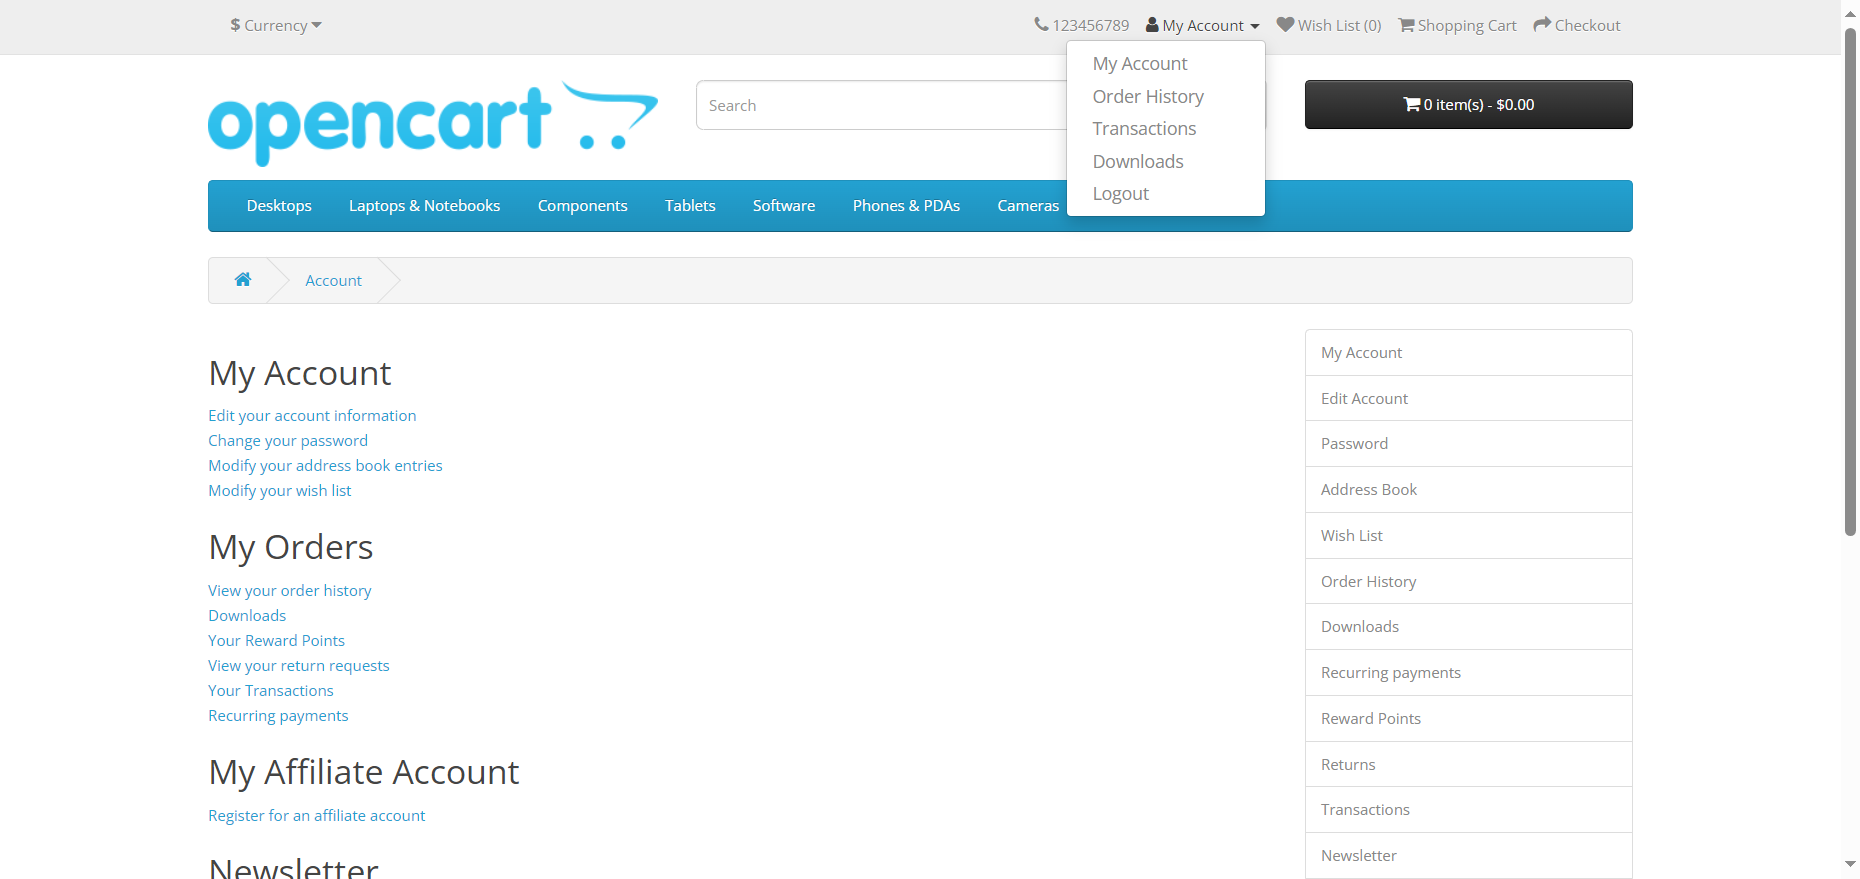 $ Currency
123456789
My Account
Wish List (0)
Shopping Cart
Checkout
My Account
Order History
Transactions
Downloads
Logout
opencart
Search
0 item(s) - $0.00
Desktops
Laptops & Notebooks
Components
Tablets
Software
Phones & PDAs
Cameras
Account
My Account
Edit your account information
Change your password
Modify your address book entries
Modify your wish list
My Orders
View your order history
Downloads
Your Reward Points
View your return requests
Your Transactions
Recurring payments
My Affiliate Account
Register for an affiliate account
Newsletter
My Account
Edit Account
Password
Address Book
Wish List
Order History
Downloads
Recurring payments
Reward Points
Returns
Transactions
Newsletter